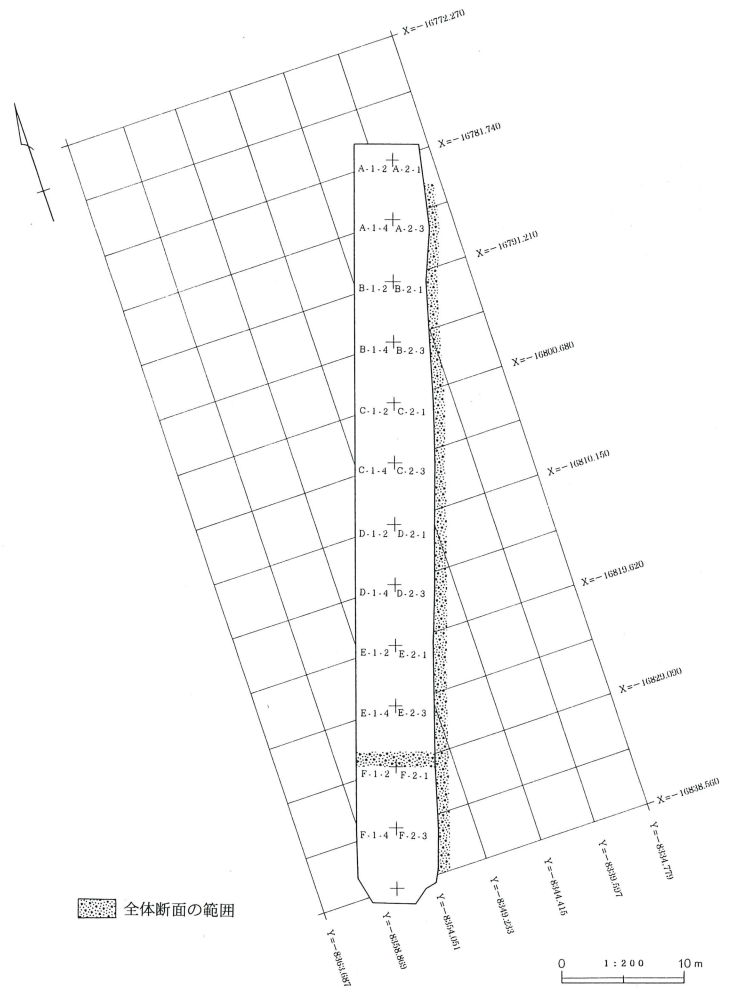 X=-16772.270
X=-16781.740
X=-16791.210
X=-16800.680
X=-16810.150
X=-16819.620
X=-16829.090
X=-16838.560
A-1-2 A-2-1
A-1-4 A-2-3
B-1-2 B-2-1
B-1-4 B-2-3
C-1-2 C-2-1
C-1-4 C-2-3
D-1-2 D-2-1
D-1-4 D-2-3
E-1-2 E-2-1
E-1-4 E-2-3
F-1-2 F-2-1
F-1-4 F-2-3
Y=-8363.687
Y=-8358.869
Y=-8354.051
Y=-8349.233
Y=-8344.415
Y=-8339.597
Y=-8334.779
全体断面の範囲
0 1:200 10m